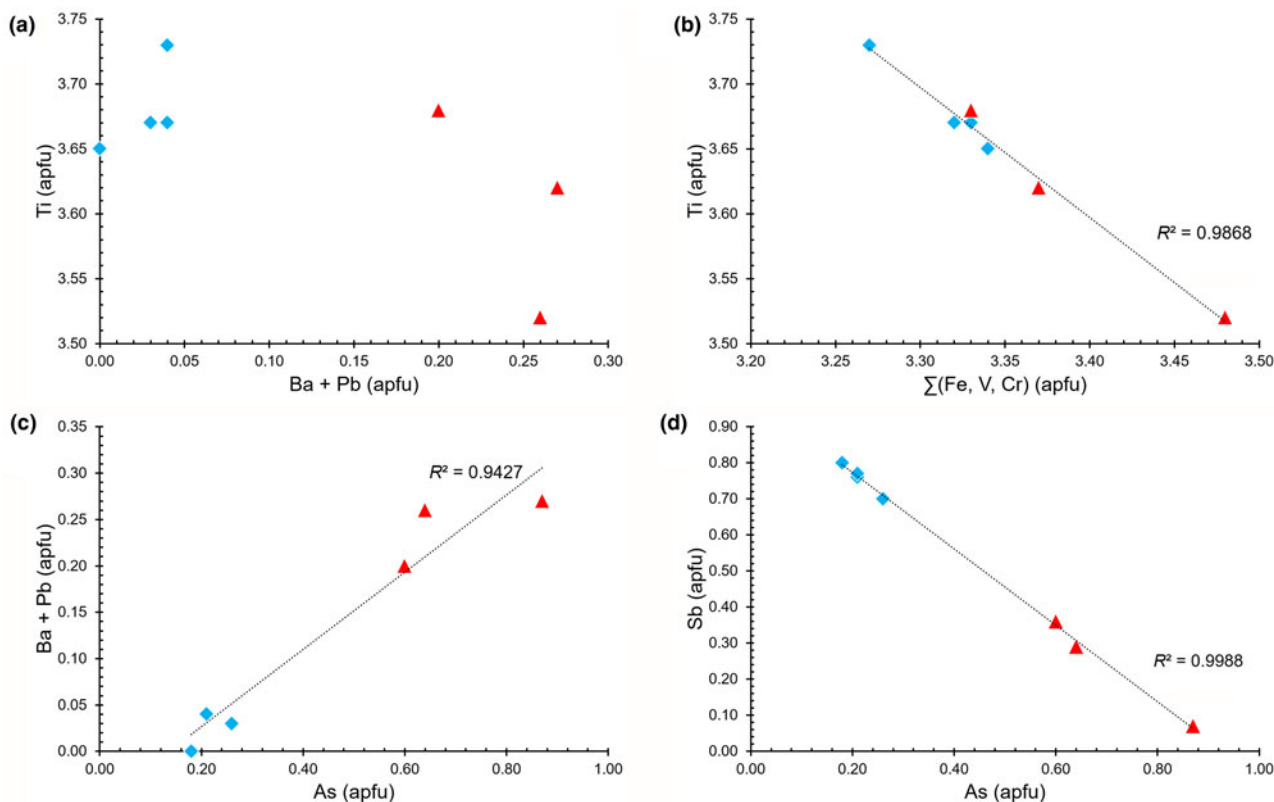 (a)
3.75
3.70
3.65
3.60
3.55
3.50
Ti (apfu)
0.00 0.05 0.10 0.15 0.20 0.25 0.30
Ba + Pb (apfu)
(b)
3.75
3.70
3.65
3.60
3.55
3.50
Ti (apfu)
R² = 0.9868
3.20 3.25 3.30 3.35 3.40 3.45 3.50
∑(Fe, V, Cr) (apfu)
(c)
0.35
0.30
0.25
0.20
0.15
0.10
0.05
0.00
Ba + Pb (apfu)
R² = 0.9427
0.00 0.20 0.40 0.60 0.80 1.00
As (apfu)
(d)
0.90
0.80
0.70
0.60
0.50
0.40
0.30
0.20
0.10
0.00
Sb (apfu)
R² = 0.9988
0.00 0.20 0.40 0.60 0.80 1.00
As (apfu)